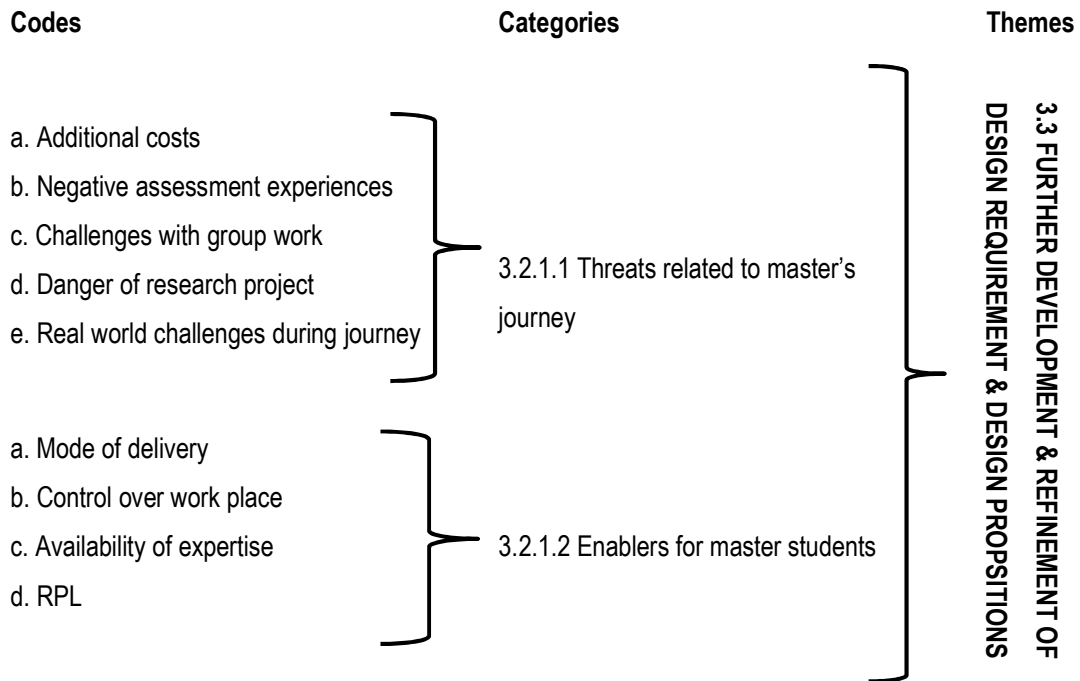 Codes
Categories
Themes
a. Additional costs
b. Negative assessment experiences
c. Challenges with group work
d. Danger of research project
e. Real world challenges during journey
3.2.1.1 Threats related to master’s
journey
a. Mode of delivery
b. Control over work place
c. Availability of expertise
d. RPL
3.2.1.2 Enablers for master students
3.3 FURTHER DEVELOPMENT & REFINEMENT OF
DESIGN REQUIREMENT & DESIGN PROPSITIONS